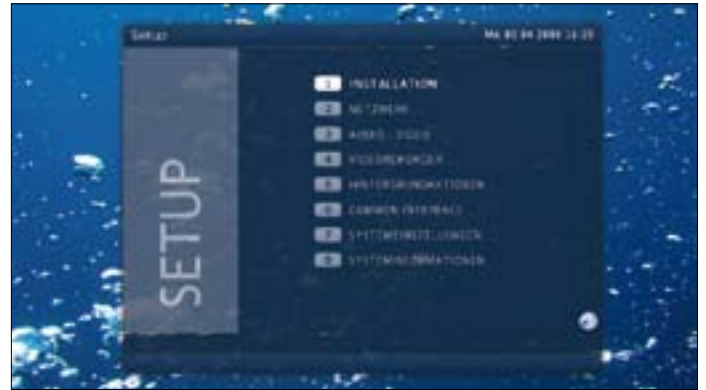 Setup
SETUP
1 INSTALLATION
2 NETZWERK
3 AUDIO / VIDEO
4 VIDEORECORDER
5 HINTERGRUNDAKTIONEN
6 COMMON INTERFACE
7 SYSTEMEINSTELLUNGEN
8 SYSTEMINFORMATIONEN